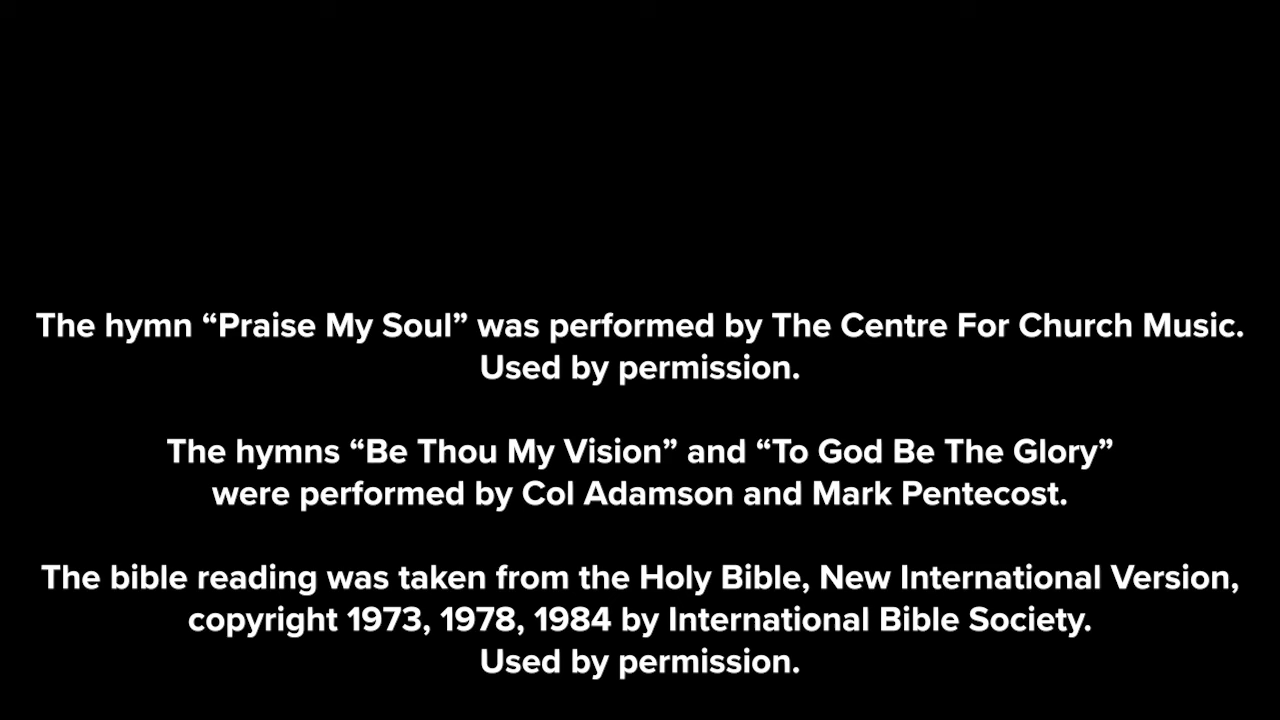 The hymn “Praise My Soul” was performed by The Centre For Church Music.
Used by permission.
The hymns “Be Thou My Vision” and “To God Be The Glory”
were performed by Col Adamson and Mark Pentecost.
The bible reading was taken from the Holy Bible, New International Version,
copyright 1973, 1978, 1984 by International Bible Society.
Used by permission.